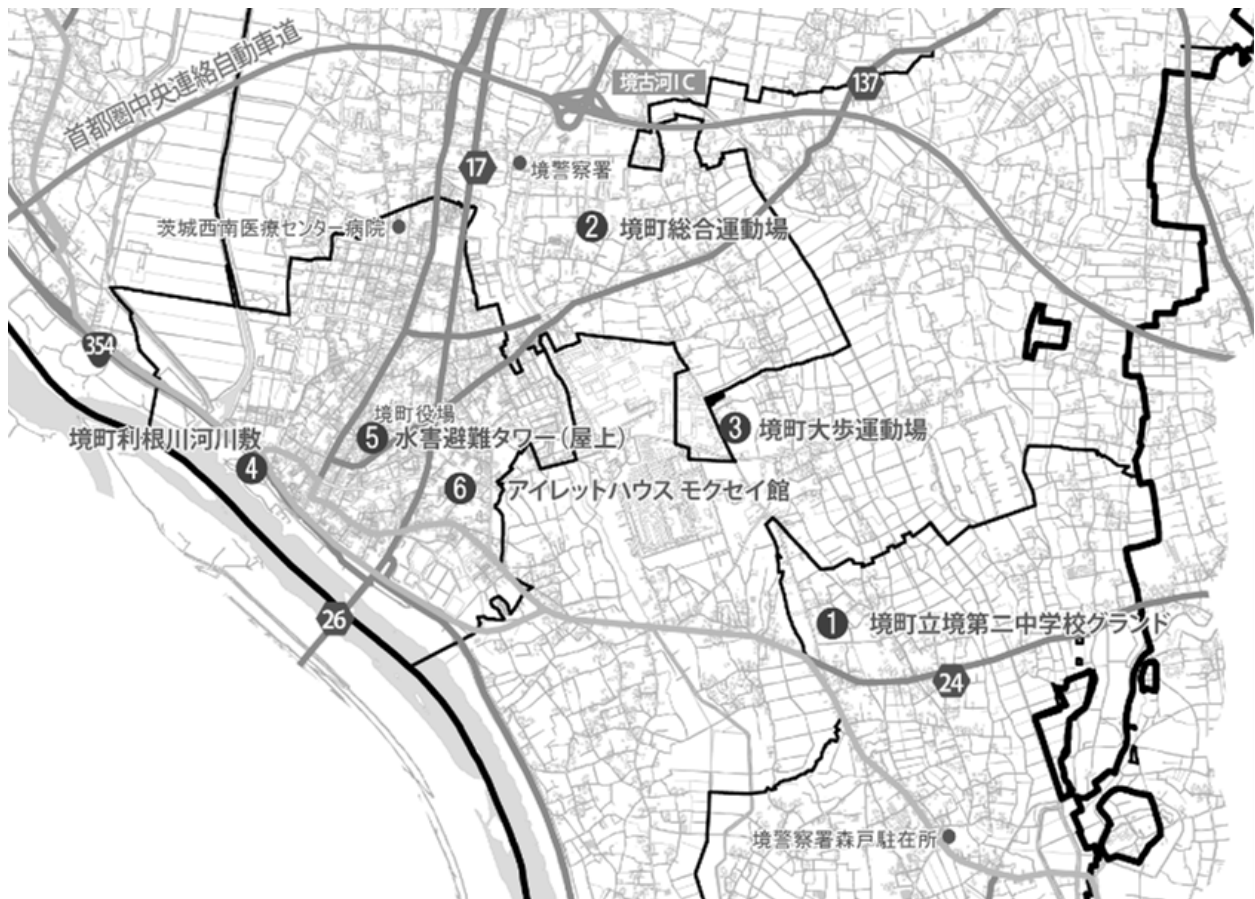 首都圏中央連絡自動車道
境古河IC
137
17
境警察署
茨城西南医療センター病院
2 境町総合運動場
354
境町役場
境町利根川河川敷
4
5 水害避難タワー(屋上)
3 境町大歩運動場
6 アイレットハウス モクセイ館
26
1 境町立境第二中学校グランド
24
境警察署森戸駐在所